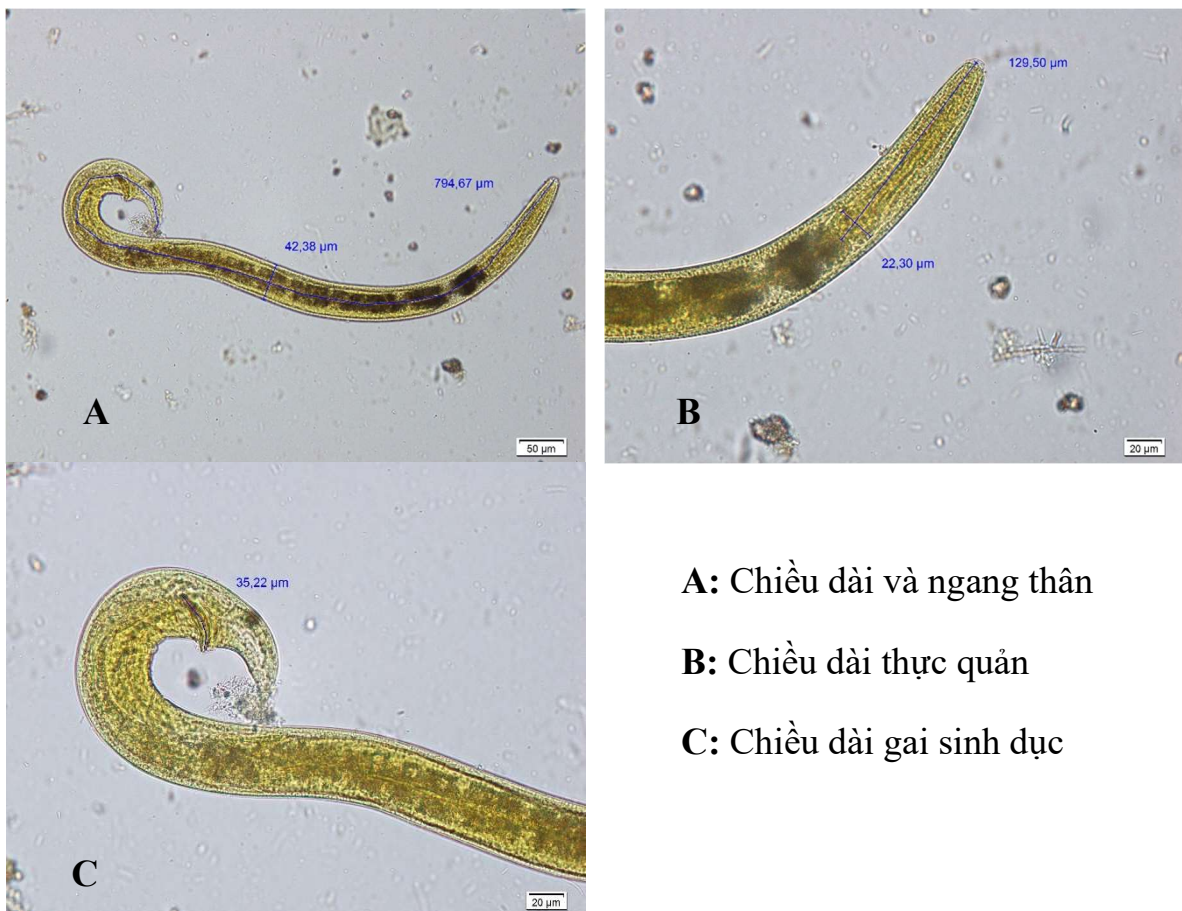 794,67 µm
42,38 µm
A
50 µm
129,50 µm
22,30 µm
B
20 µm
35,22 µm
C
20 µm
A: Chiều dài và ngang thân
B: Chiều dài thực quản
C: Chiều dài gai sinh dục